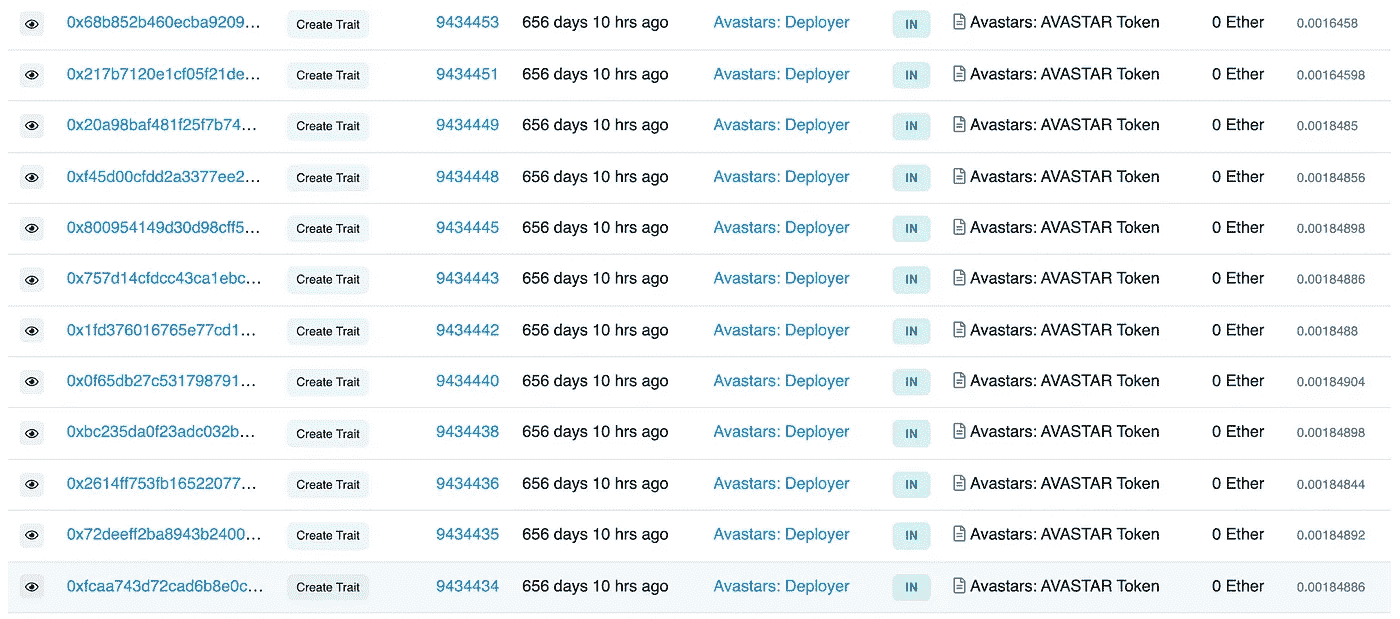 0x68b852b460ecba9209... Create Trait 9434453 656 days 10 hrs ago Avastars: Deployer IN Avastars: AVASTAR Token 0 Ether 0.0016458
0x217b7120e1cf05f21de... Create Trait 9434451 656 days 10 hrs ago Avastars: Deployer IN Avastars: AVASTAR Token 0 Ether 0.00164598
0x20a98baf481f25f7b74... Create Trait 9434449 656 days 10 hrs ago Avastars: Deployer IN Avastars: AVASTAR Token 0 Ether 0.0018485
0xf45d00cfdd2a3377ee2... Create Trait 9434448 656 days 10 hrs ago Avastars: Deployer IN Avastars: AVASTAR Token 0 Ether 0.00184856
0x800954149d30d98cff5... Create Trait 9434445 656 days 10 hrs ago Avastars: Deployer IN Avastars: AVASTAR Token 0 Ether 0.00184898
0x757d14cfdcc43ca1ebc... Create Trait 9434443 656 days 10 hrs ago Avastars: Deployer IN Avastars: AVASTAR Token 0 Ether 0.00184886
0x1fd376016765e77cd1... Create Trait 9434442 656 days 10 hrs ago Avastars: Deployer IN Avastars: AVASTAR Token 0 Ether 0.0018488
0x0f65db27c531798791... Create Trait 9434440 656 days 10 hrs ago Avastars: Deployer IN Avastars: AVASTAR Token 0 Ether 0.00184904
0xbc235da0f23adc032b... Create Trait 9434438 656 days 10 hrs ago Avastars: Deployer IN Avastars: AVASTAR Token 0 Ether 0.00184898
0x2614ff753fb16522077... Create Trait 9434436 656 days 10 hrs ago Avastars: Deployer IN Avastars: AVASTAR Token 0 Ether 0.00184844
0x72deeff2ba8943b2400... Create Trait 9434435 656 days 10 hrs ago Avastars: Deployer IN Avastars: AVASTAR Token 0 Ether 0.00184892
0xfcaa743d72cad6b8e0c... Create Trait 9434434 656 days 10 hrs ago Avastars: Deployer IN Avastars: AVASTAR Token 0 Ether 0.00184886